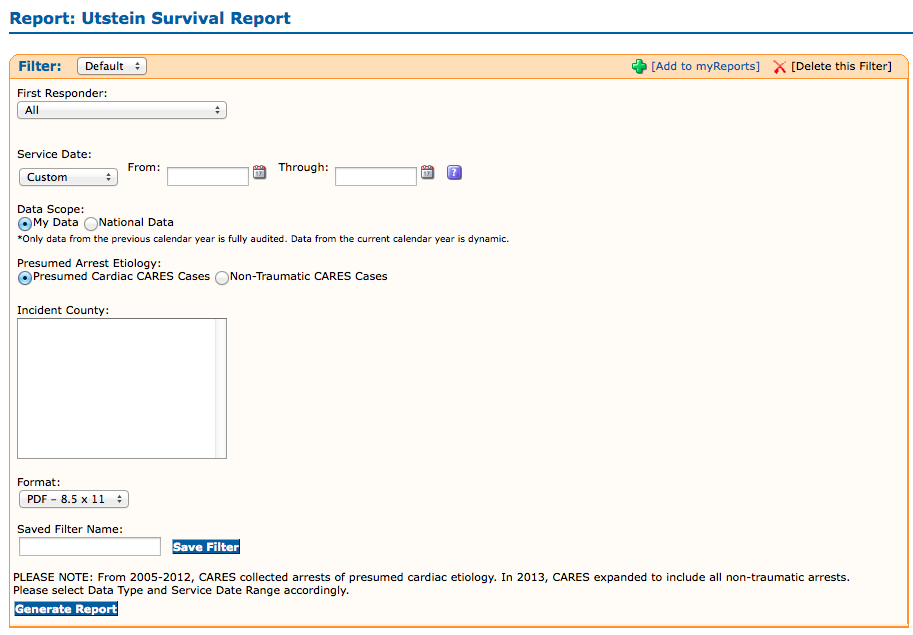 Report: Utstein Survival Report
Filter: Default [Add to myReports] [Delete this Filter]
First Responder:
All
Service Date:
Custom From: Through: ?
Data Scope:
My Data National Data
*Only data from the previous calendar year is fully audited. Data from the current calendar year is dynamic.
Presumed Arrest Etiology:
Presumed Cardiac CARES Cases Non-Traumatic CARES Cases
Incident County:
Format:
PDF - 8.5 x 11
Saved Filter Name:
Save Filter
PLEASE NOTE: From 2005-2012, CARES collected arrests of presumed cardiac etiology. In 2013, CARES expanded to include all non-traumatic arrests.
Please select Data Type and Service Date Range accordingly.
Generate Report